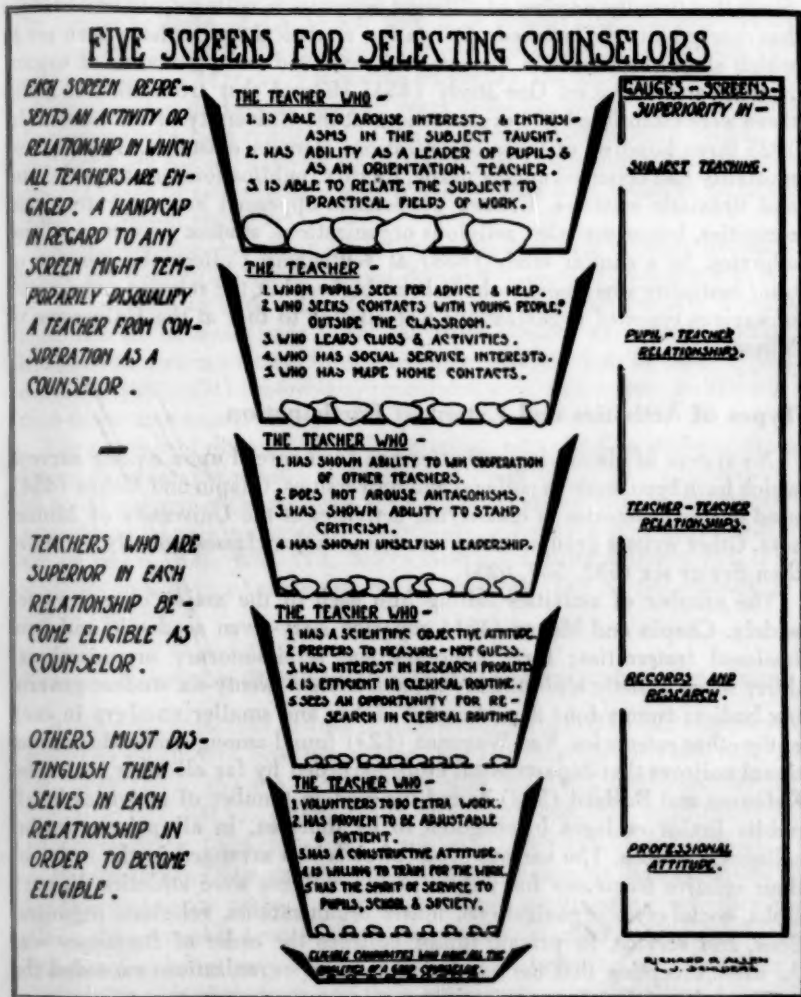 FIVE SCREENS FOR SELECTING COUNSELORS
EACH SCREEN REPRE-
SENTS AN ACTIVITY OR
RELATIONSHIP IN WHICH
ALL TEACHERS ARE EN-
GAGED. A HANDICAP
IN REGARD TO ANY
SCREEN MIGHT TEM-
PORARILY DISQUALIFY
A TEACHER FROM CON-
SIDERATION AS A
COUNSELOR.
TEACHERS WHO ARE
SUPERIOR IN EACH
RELATIONSHIP BE-
COME ELIGIBLE AS
COUNSELOR.
OTHERS MUST DIS-
TINGUISH THEM-
SELVES IN EACH
RELATIONSHIP IN
ORDER TO BECOME
ELIGIBLE.
THE TEACHER WHO -
1. IS ABLE TO AROUSE INTERESTS & ENTHUSI-
ASMS IN THE SUBJECT TAUGHT.
2. HAS ABILITY AS A LEADER OF PUPILS &
AS AN ORIENTATION TEACHER.
3. IS ABLE TO RELATE THE SUBJECT TO
PRACTICAL FIELDS OF WORK.
THE TEACHER -
1. WHOM PUPILS SEEK FOR ADVICE & HELP.
2. WHO SEEKS CONTACTS WITH YOUNG PEOPLE,
OUTSIDE THE CLASSROOM.
3. WHO LEADS CLUBS & ACTIVITIES.
4. WHO HAS SOCIAL SERVICE INTERESTS.
5. WHO HAS MADE HOME CONTACTS.
THE TEACHER WHO -
1. HAS SHOWN ABILITY TO WIN COOPERATION
OF OTHER TEACHERS.
2. DOES NOT AROUSE ANTAGONISMS.
3. HAS SHOWN ABILITY TO STAND
CRITICISM.
4. HAS SHOWN UNSELFISH LEADERSHIP.
THE TEACHER WHO -
1 HAS A SCIENTIFIC OBJECTIVE ATTITUDE.
2 PREFERS TO MEASURE - NOT GUESS.
3 HAS INTEREST IN RESEARCH PROBLEMS
4 IS EFFICIENT IN CLERICAL ROUTINE.
5 SEES AN OPPORTUNITY FOR RE-
SEARCH IN CLERICAL ROUTINE.
THE TEACHER WHO -
1 VOLUNTEERS TO DO EXTRA WORK.
2 HAS PROVEN TO BE ADJUSTABLE
& PATIENT.
3 HAS A CONSTRUCTIVE ATTITUDE.
4 IS WILLING TO TRAIN FOR THE WORK.
5 HAS THE SPIRIT OF SERVICE TO
PUPILS, SCHOOL & SOCIETY.
ELIGIBLE CANDIDATES WHO HAVE ALL THE
QUALITIES OF A GOOD COUNSELOR
GAUGES - SCREENS -
SUPERIORITY IN -
SUBJECT TEACHING.
PUPIL - TEACHER
RELATIONSHIPS.
TEACHER - TEACHER
RELATIONSHIPS.
RECORDS AND
RESEARCH.
PROFESSIONAL
ATTITUDE.
RICHARD D. ALLEN